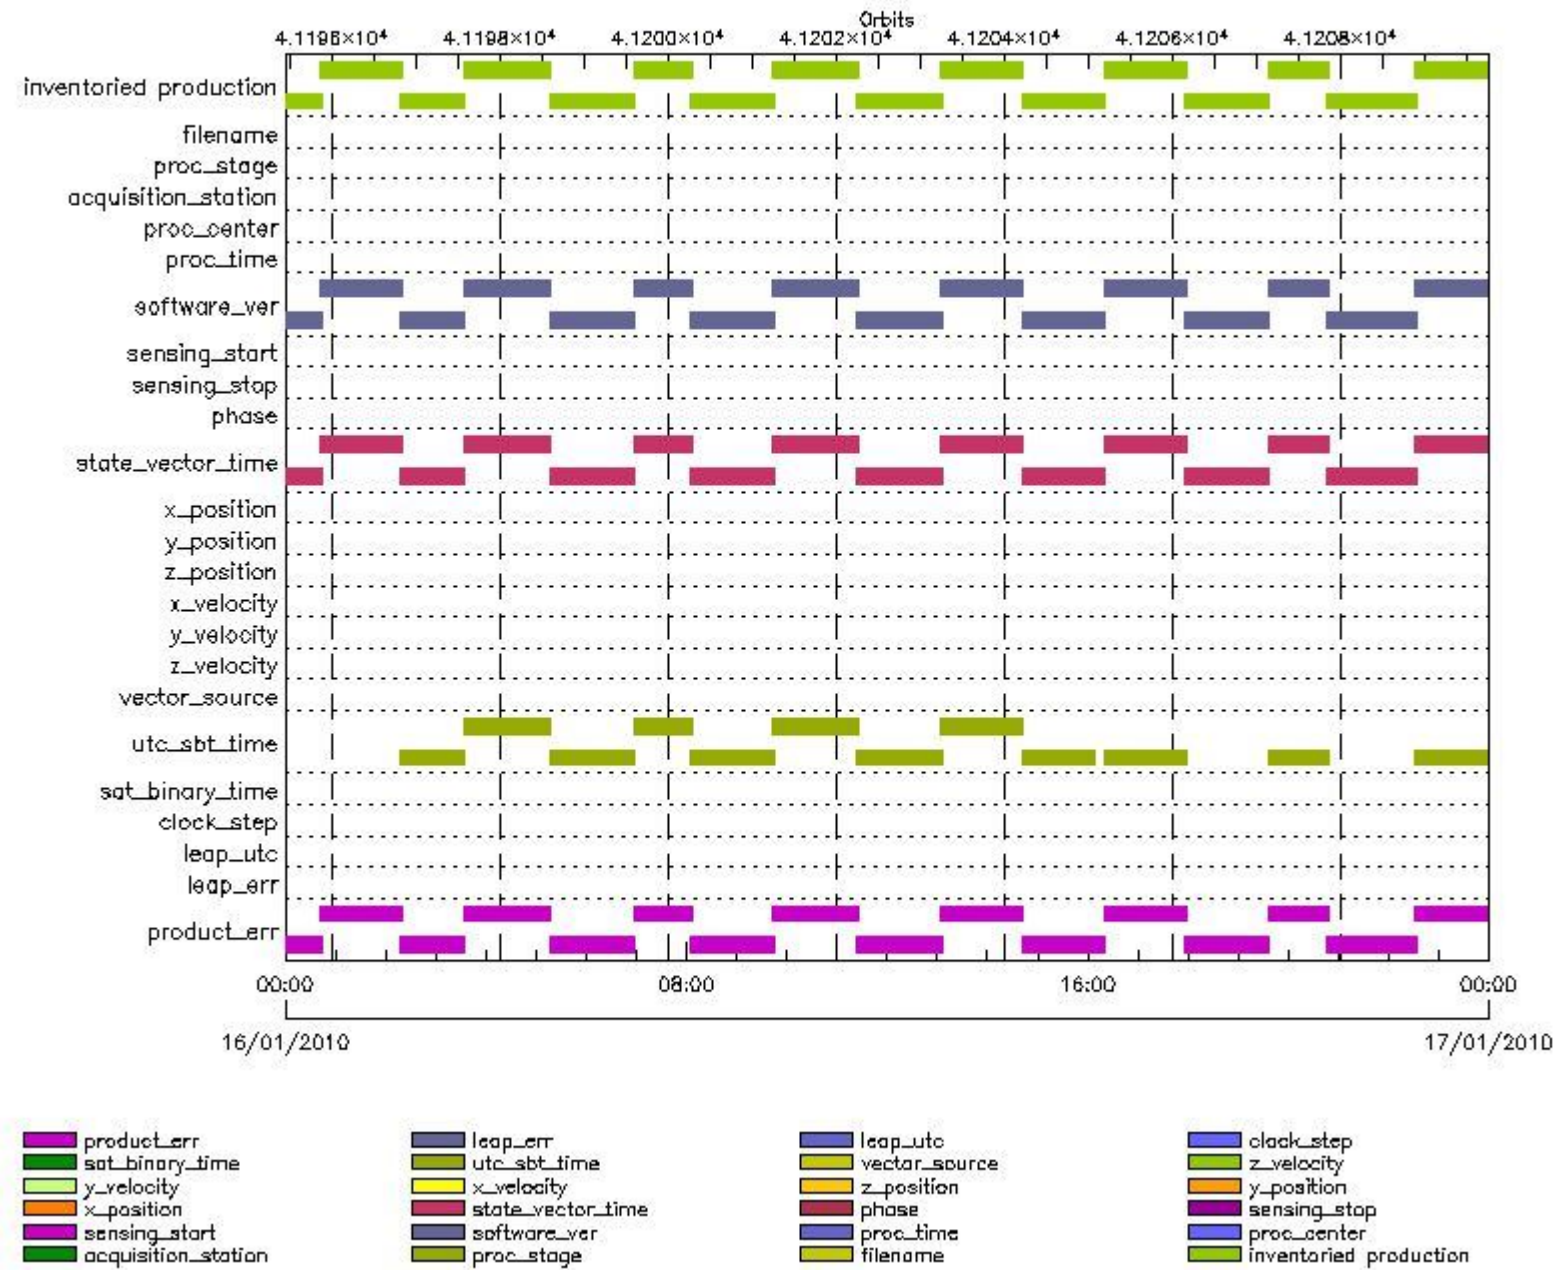 Orbits
4.1196×10⁴ 4.1198×10⁴ 4.1200×10⁴ 4.1202×10⁴ 4.1204×10⁴ 4.1206×10⁴ 4.1208×10⁴
inventoried production
filename
proc_stage
acquisition_station
proc_center
proc_time
software_ver
sensing_start
sensing_stop
phase
state_vector_time
x_position
y_position
z_position
x_velocity
y_velocity
z_velocity
vector_source
utc_sbt_time
sat_binary_time
clock_step
leap_utc
leap_err
product_err
00:00 08:00 16:00 00:00
16/01/2010 17/01/2010
product_err leap_err leap_utc clock_step
sat_binary_time utc_sbt_time vector_source z_velocity
y_velocity x_velocity z_position y_position
x_position state_vector_time phase sensing_stop
sensing_start software_ver proc_time proc_center
acquisition_station proc_stage filename inventoried production